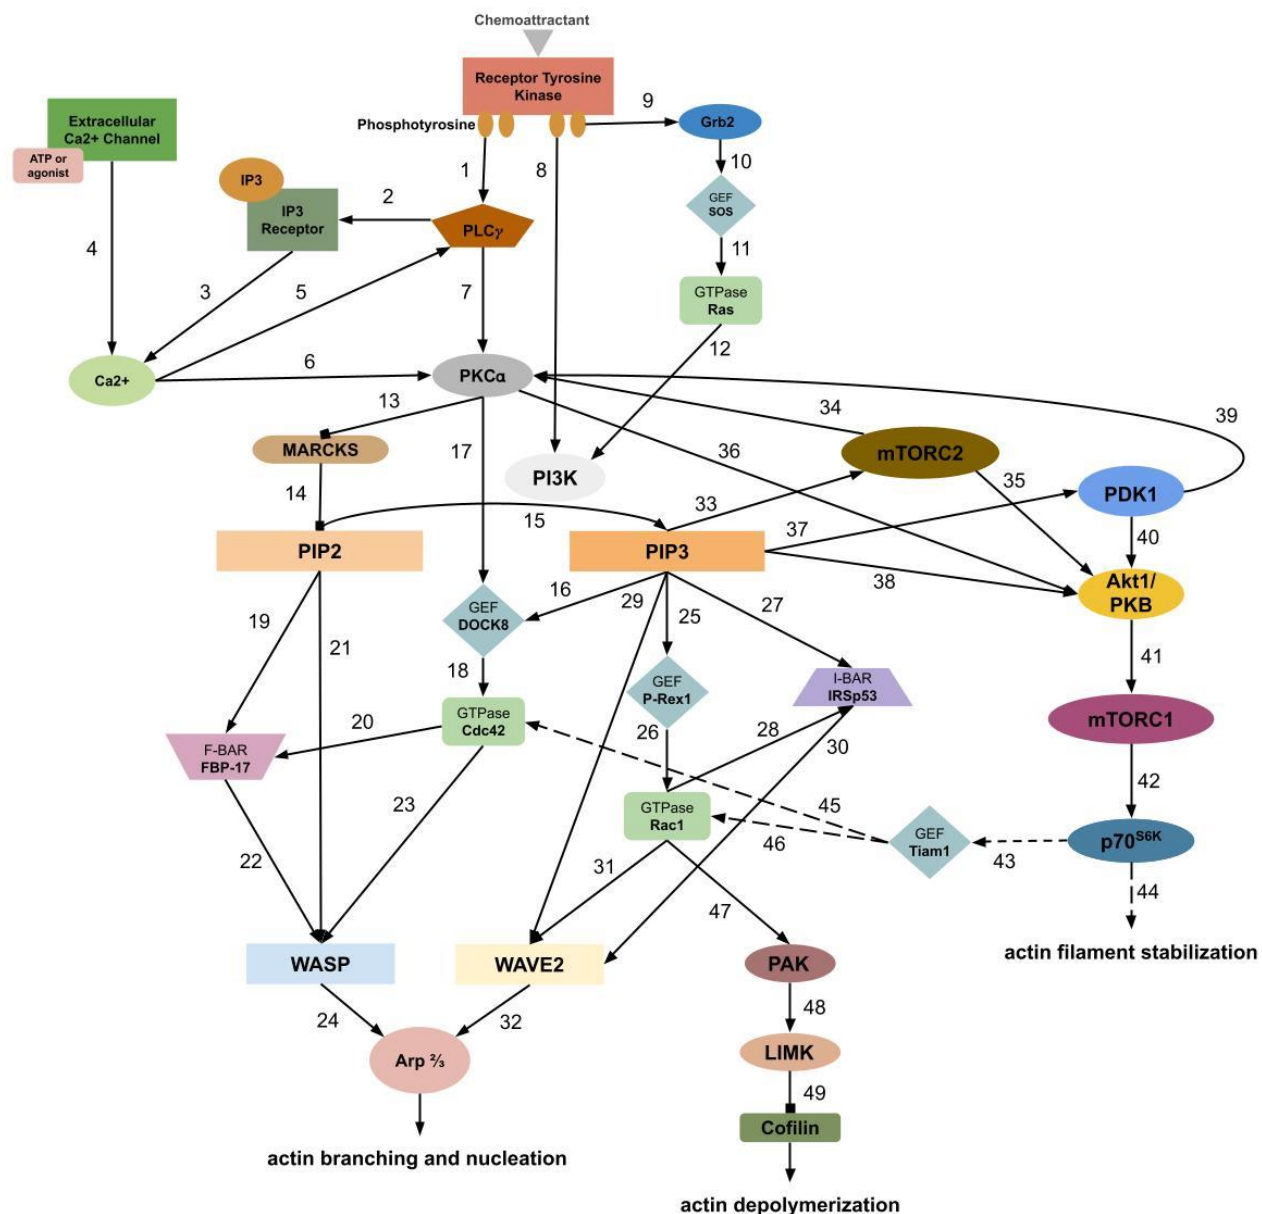 Chemoattractant
Receptor Tyrosine
Kinase
9
Extracellular
Ca2+ Channel
Phosphotyrosine
Grb2
ATP or
agonist
10
1
8
IP3
GEF
SOS
IP3
Receptor
2
PLCγ
4
11
3
5
7
GTPase
Ras
12
6
Ca2+
PKCα
13
34
39
MARCKS
17
36
mTORC2
PI3K
35
14
33
PDK1
15
37
40
PIP2
PIP3
38
Akt1/
PKB
16
29
25
27
GEF
DOCK8
19
21
18
41
I-BAR
IRSp53
GEF
P-Rex1
GTPase
Cdc42
20
26
28
30
mTORC1
F-BAR
FBP-17
42
23
45
GTPase
Rac1
46
GEF
Tiam1
43
p70S6K
22
31
44
47
actin filament stabilization
WASP
WAVE2
PAK
24
32
48
Arp ⅔
LIMK
49
Cofilin
actin branching and nucleation
actin depolymerization